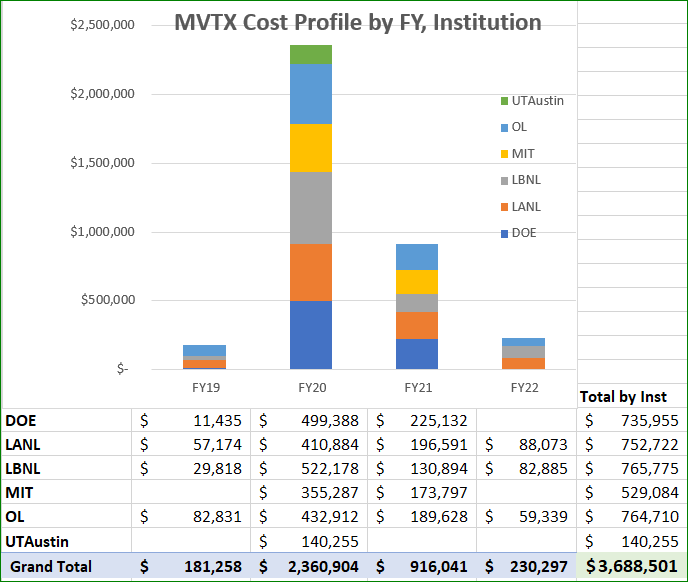 MVTX Cost Profile by FY, Institution
$2,500,000
$2,000,000
$1,500,000
$1,000,000
$500,000
$-
UTAustin
OL
MIT
LBNL
LANL
DOE
FY19 FY20 FY21 FY22
Total by Inst
DOE $ 11,435 $ 499,388 $ 225,132 $ 735,955
LANL $ 57,174 $ 410,884 $ 196,591 $ 88,073 $ 752,722
LBNL $ 29,818 $ 522,178 $ 130,894 $ 82,885 $ 765,775
MIT $ 355,287 $ 173,797 $ 529,084
OL $ 82,831 $ 432,912 $ 189,628 $ 59,339 $ 764,710
UTAustin $ 140,255 $ 140,255
Grand Total $ 181,258 $ 2,360,904 $ 916,041 $ 230,297 $ 3,688,501